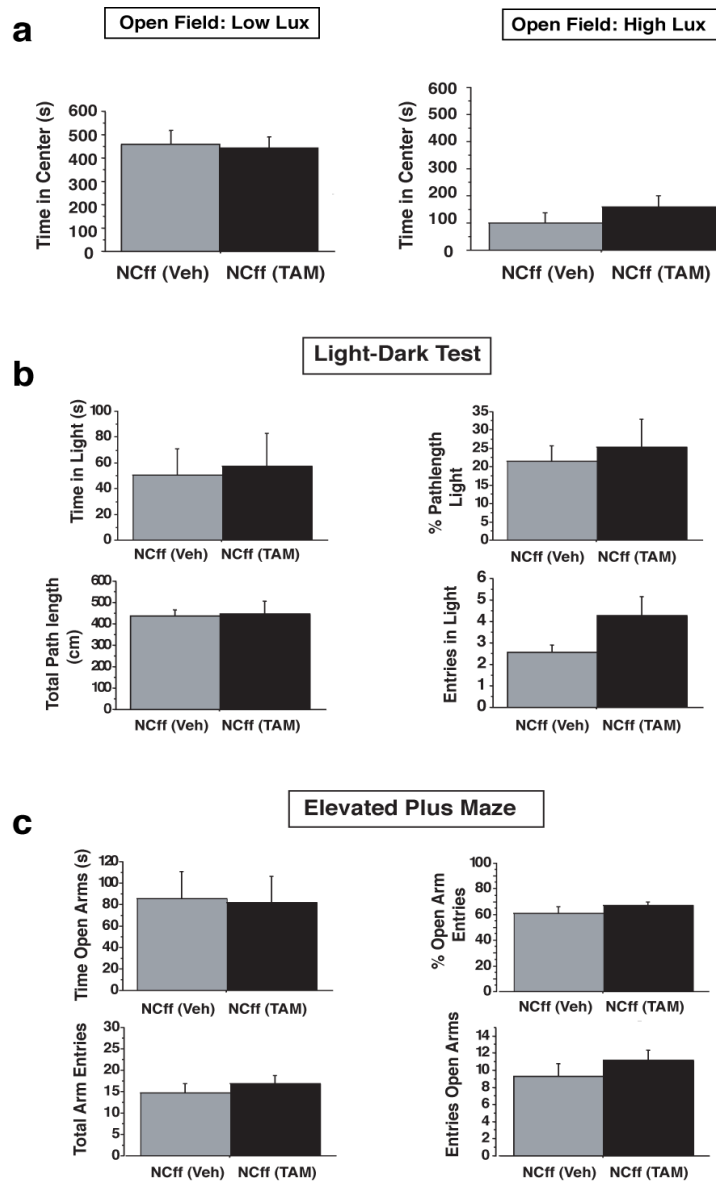 a
Open Field: Low Lux
Open Field: High Lux
Time in Center (s)
600
500
400
300
200
100
0
NCff (Veh) NCff (TAM)
Time in Center (s)
600
500
400
300
200
100
0
NCff (Veh) NCff (TAM)
b
Light-Dark Test
Time in Light (s)
100
80
60
40
20
0
NCff (Veh) NCff (TAM)
% Pathlength
Light
35
30
25
20
15
10
5
0
NCff (Veh) NCff (TAM)
Total Path length
(cm)
600
500
400
300
200
100
0
NCff (Veh) NCff (TAM)
Entries in Light
6
5
4
3
2
1
0
NCff (Veh) NCff (TAM)
c
Elevated Plus Maze
Time Open Arms (s)
120
100
80
60
40
20
0
NCff (Veh) NCff (TAM)
% Open Arm
Entries
100
80
60
40
20
0
NCff (Veh) NCff (TAM)
Total Arm Entries
30
25
20
15
10
5
0
NCff (Veh) NCff (TAM)
Entries Open Arms
14
12
10
8
6
4
2
0
NCff (Veh) NCff (TAM)